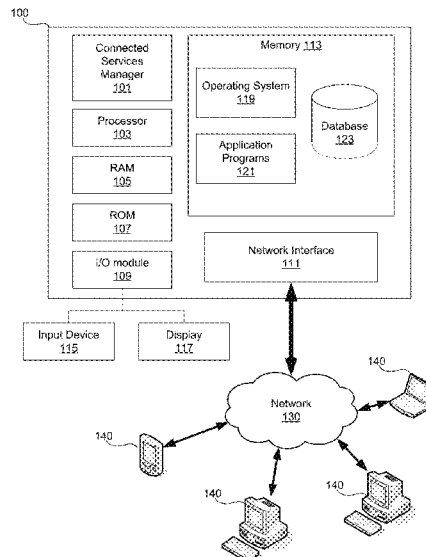 100
Connected
Services
Manager
101
Processor
103
RAM
105
ROM
107
I/O module
109
Memory 113
Operating System
119
Application
Programs
121
Database
123
Network Interface
111
Input Device
115
Display
117
Network
130
140
140
140
140